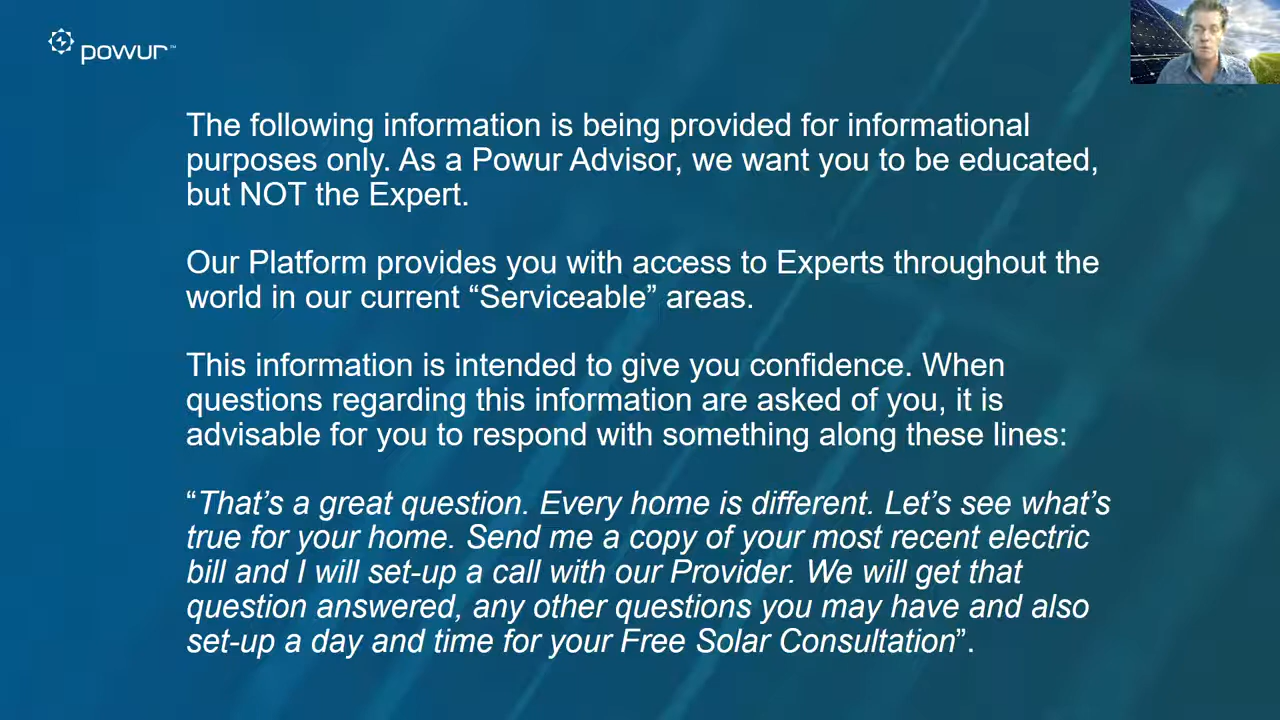 powur™
The following information is being provided for informational
purposes only. As a Powur Advisor, we want you to be educated,
but NOT the Expert.
Our Platform provides you with access to Experts throughout the
world in our current “Serviceable” areas.
This information is intended to give you confidence. When
questions regarding this information are asked of you, it is
advisable for you to respond with something along these lines:
“That’s a great question. Every home is different. Let’s see what’s
true for your home. Send me a copy of your most recent electric
bill and I will set-up a call with our Provider. We will get that
question answered, any other questions you may have and also
set-up a day and time for your Free Solar Consultation”.